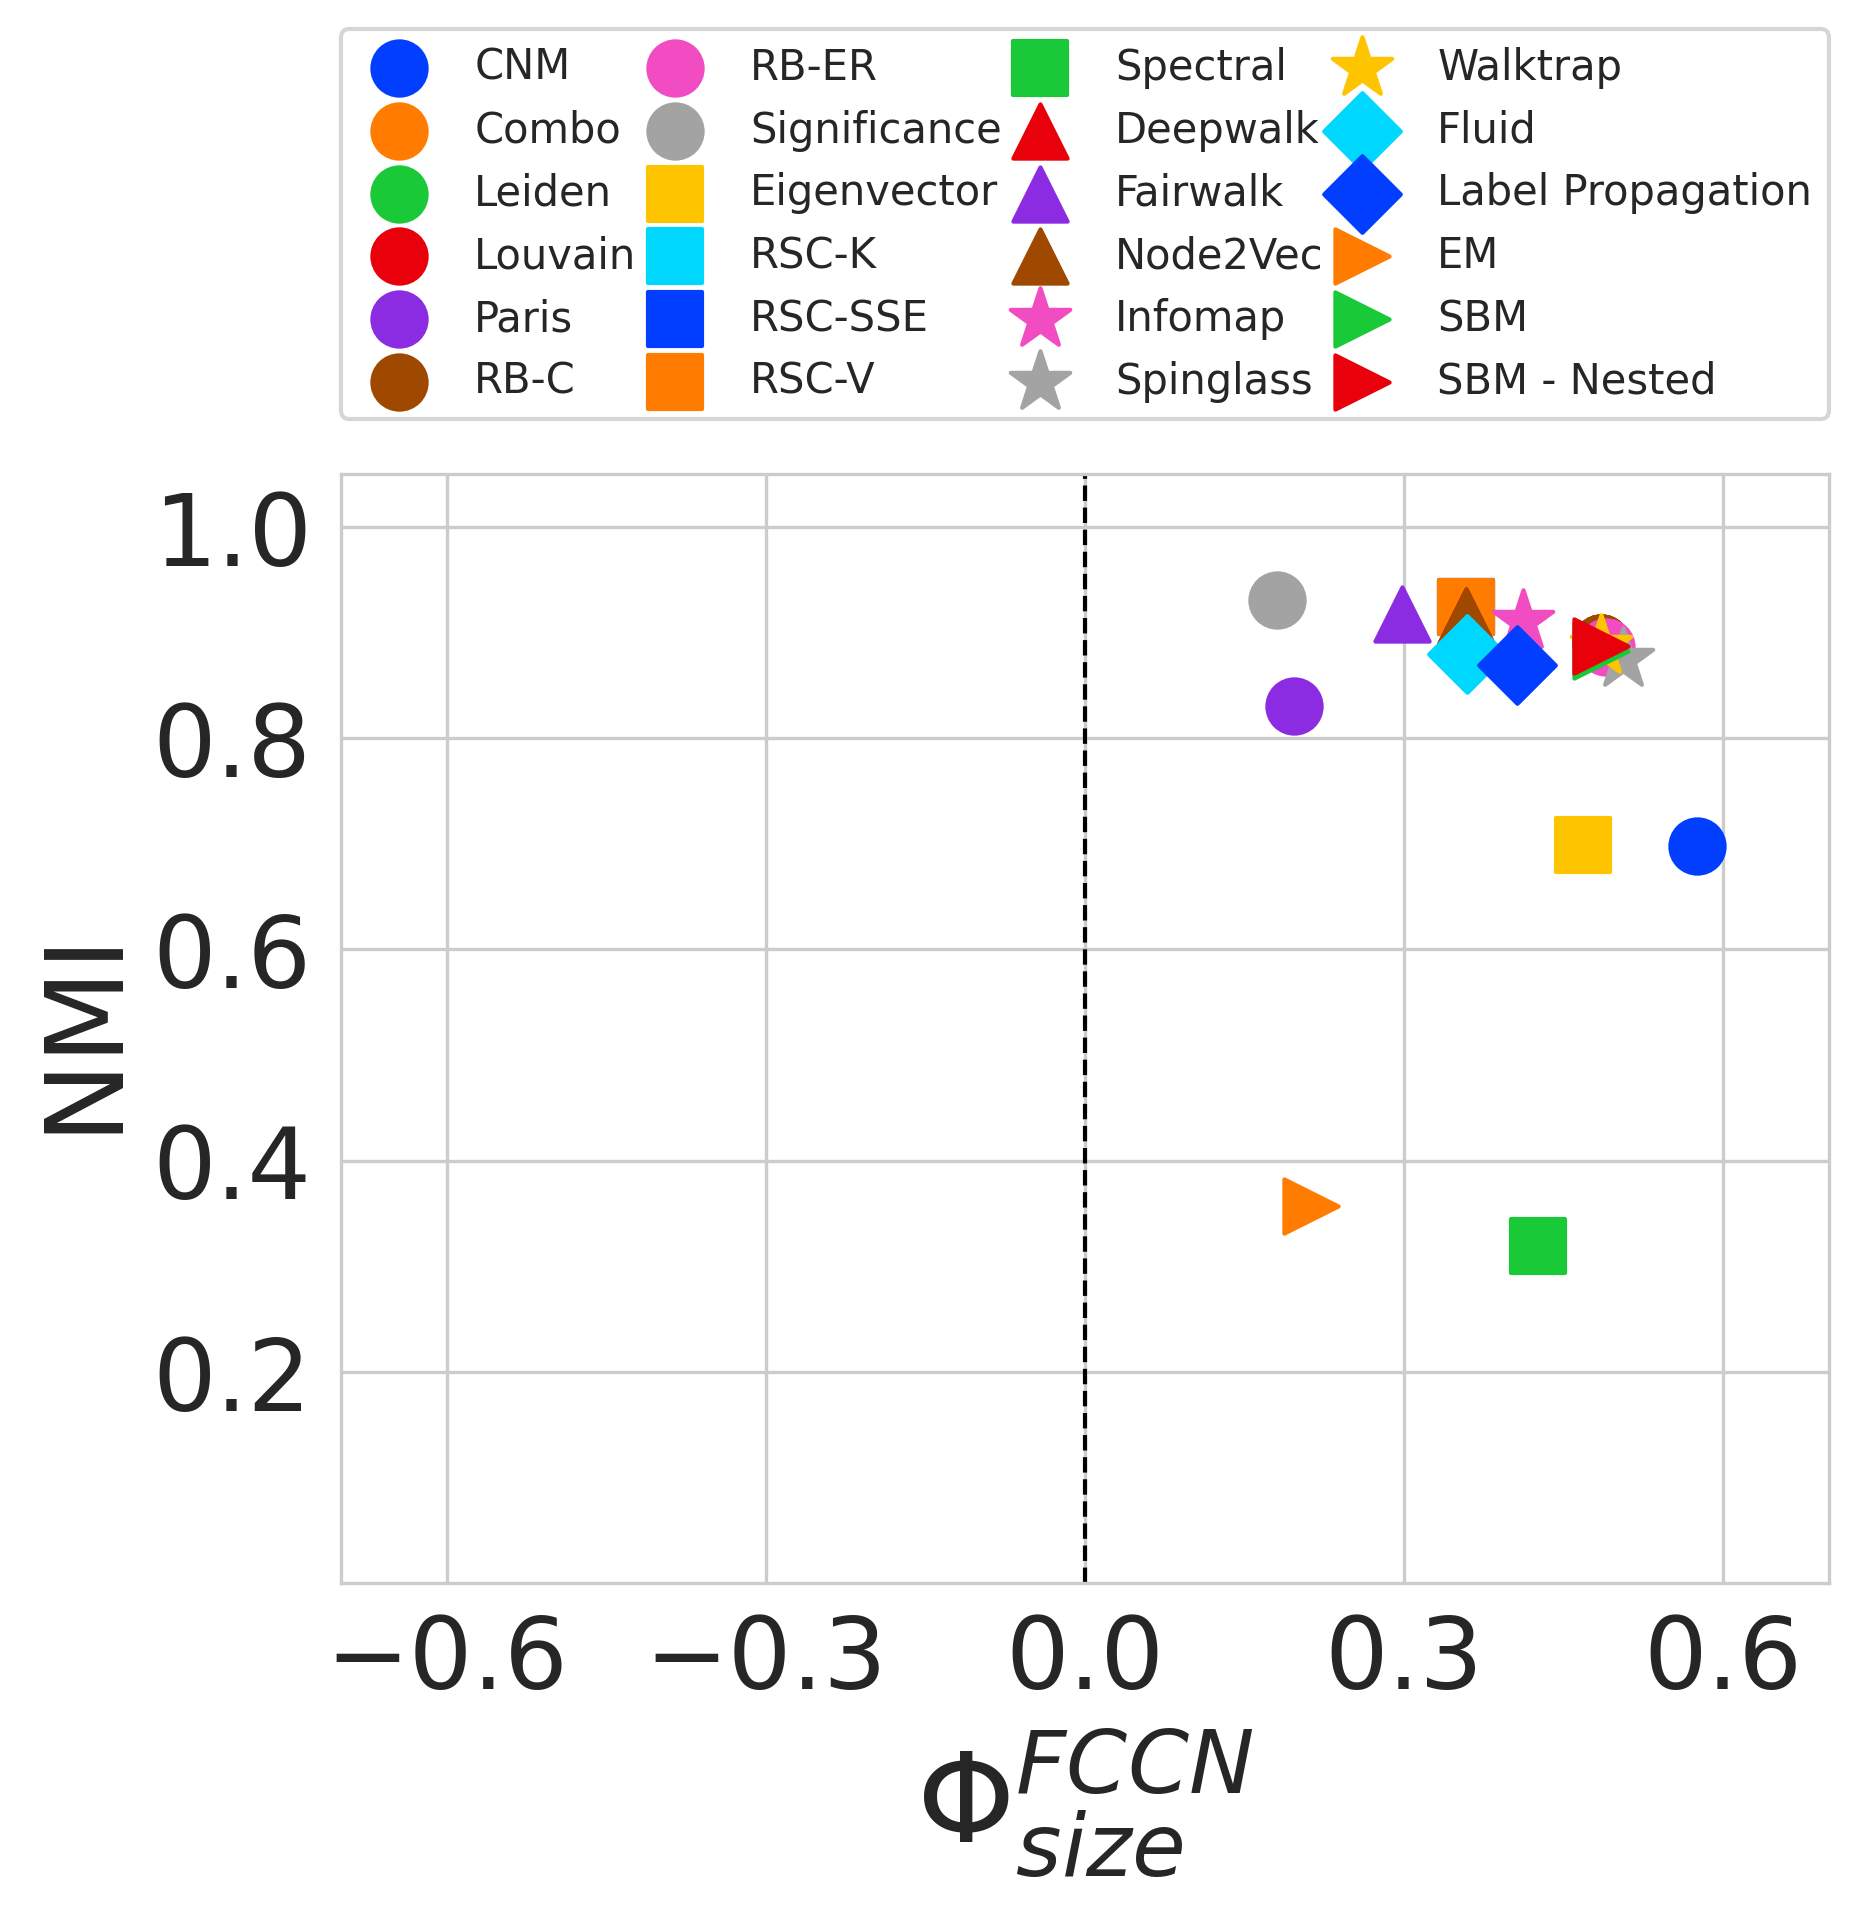 CNM
Combo
Leiden
Louvain
Paris
RB-C
RB-ER
Significance
Eigenvector
RSC-K
RSC-SSE
RSC-V
Spectral
Deepwalk
Fairwalk
Node2Vec
Infomap
Spinglass
Walktrap
Fluid
Label Propagation
EM
SBM
SBM - Nested
1.0
0.8
0.6
0.4
0.2
NMI
−0.6 −0.3 0.0 0.3 0.6
Φ^{FCCN}_{size}